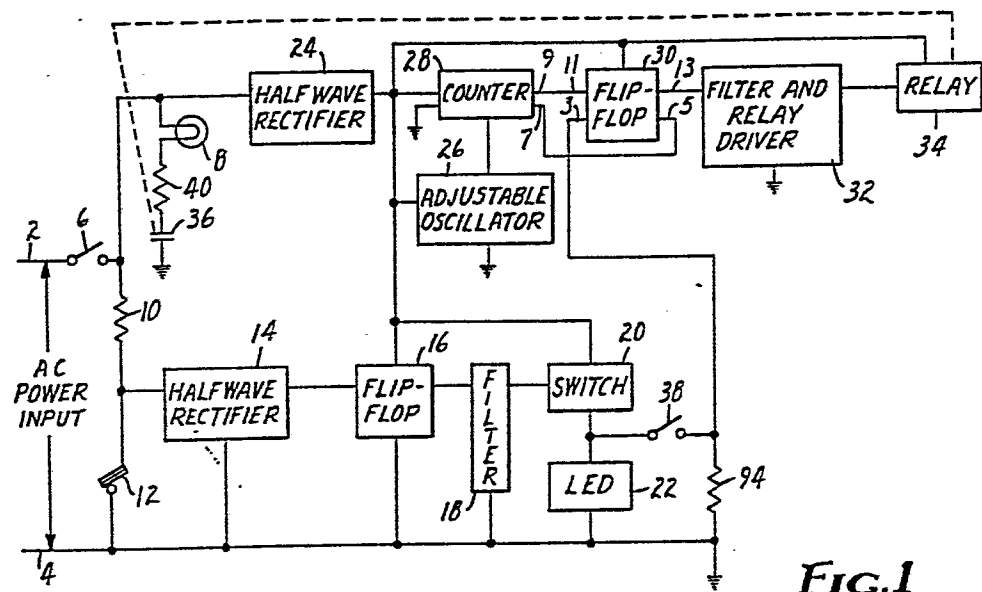 24
HALFWAVE
RECTIFIER
28
COUNTER
9
7
11
3
30
FLIP-
FLOP
13
5
FILTER AND
RELAY
DRIVER
32
RELAY
34
8
40
36
26
ADJUSTABLE
OSCILLATOR
2
6
10
AC
POWER
INPUT
14
HALFWAVE
RECTIFIER
16
FLIP-
FLOP
FILTER
18
20
SWITCH
38
LED
22
94
12
4
FIG.1